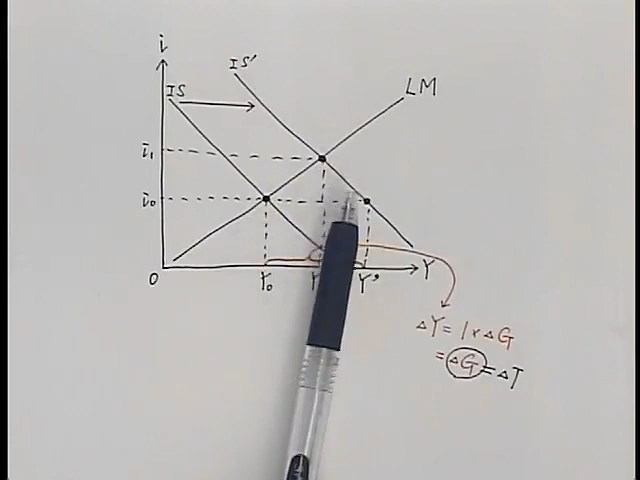 i
IS'
IS
LM
i₁
i₀
0
Y₀
Y'
Y
ΔY = 1 × ΔG
= ΔG = ΔT